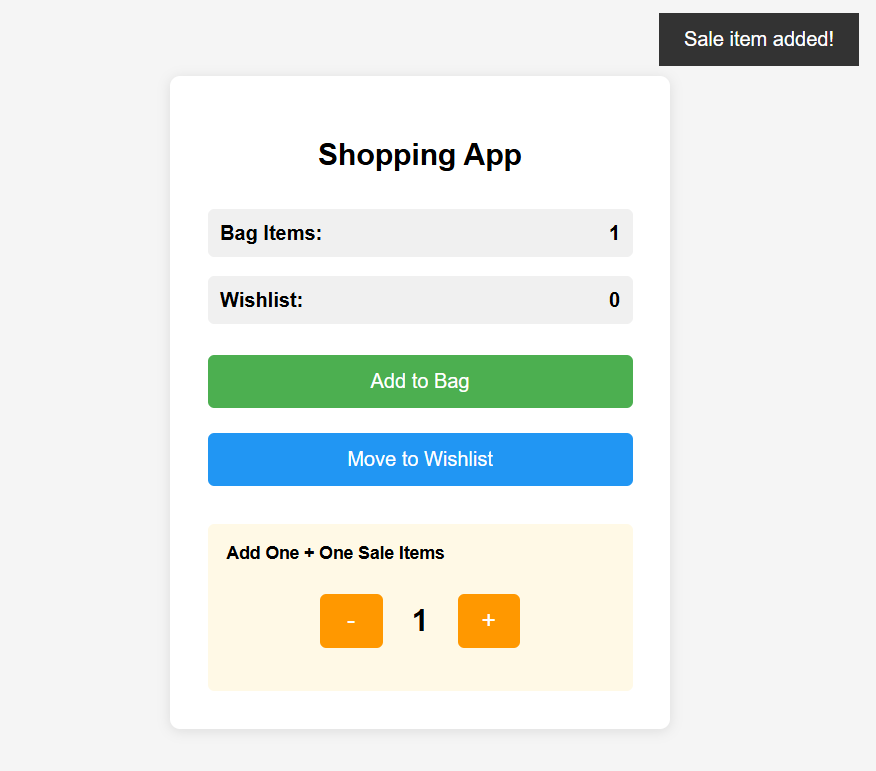 Sale item added!
Shopping App
Bag Items: 1
Wishlist: 0
Add to Bag
Move to Wishlist
Add One + One Sale Items
- 1 +